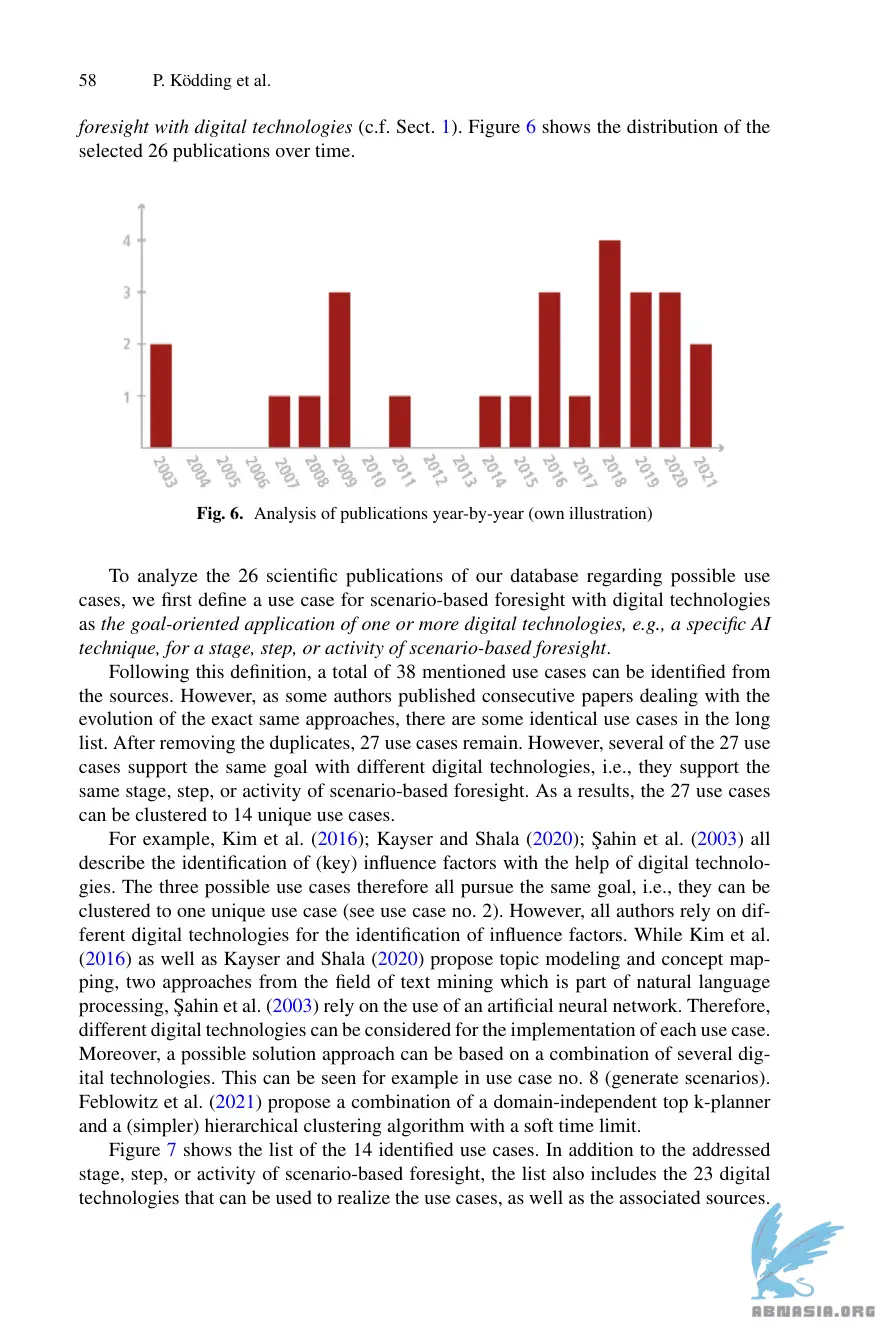 58 P. Ködding et al.
foresight with digital technologies (c.f. Sect. 1). Figure 6 shows the distribution of the
selected 26 publications over time.
4
3
2
1
2003 2004 2005 2006 2007 2008 2009 2010 2011 2012 2013 2014 2015 2016 2017 2018 2019 2020 2021
Fig. 6. Analysis of publications year-by-year (own illustration)
To analyze the 26 scientific publications of our database regarding possible use
cases, we first define a use case for scenario-based foresight with digital technologies
as the goal-oriented application of one or more digital technologies, e.g., a specific AI
technique, for a stage, step, or activity of scenario-based foresight.
Following this definition, a total of 38 mentioned use cases can be identified from
the sources. However, as some authors published consecutive papers dealing with the
evolution of the exact same approaches, there are some identical use cases in the long
list. After removing the duplicates, 27 use cases remain. However, several of the 27 use
cases support the same goal with different digital technologies, i.e., they support the
same stage, step, or activity of scenario-based foresight. As a results, the 27 use cases
can be clustered to 14 unique use cases.
For example, Kim et al. (2016); Kayser and Shala (2020); Şahin et al. (2003) all
describe the identification of (key) influence factors with the help of digital technolo-
gies. The three possible use cases therefore all pursue the same goal, i.e., they can be
clustered to one unique use case (see use case no. 2). However, all authors rely on dif-
ferent digital technologies for the identification of influence factors. While Kim et al.
(2016) as well as Kayser and Shala (2020) propose topic modeling and concept map-
ping, two approaches from the field of text mining which is part of natural language
processing, Şahin et al. (2003) rely on the use of an artificial neural network. Therefore,
different digital technologies can be considered for the implementation of each use case.
Moreover, a possible solution approach can be based on a combination of several dig-
ital technologies. This can be seen for example in use case no. 8 (generate scenarios).
Feblowitz et al. (2021) propose a combination of a domain-independent top k-planner
and a (simpler) hierarchical clustering algorithm with a soft time limit.
Figure 7 shows the list of the 14 identified use cases. In addition to the addressed
stage, step, or activity of scenario-based foresight, the list also includes the 23 digital
technologies that can be used to realize the use cases, as well as the associated sources.
ABNASIA.ORG